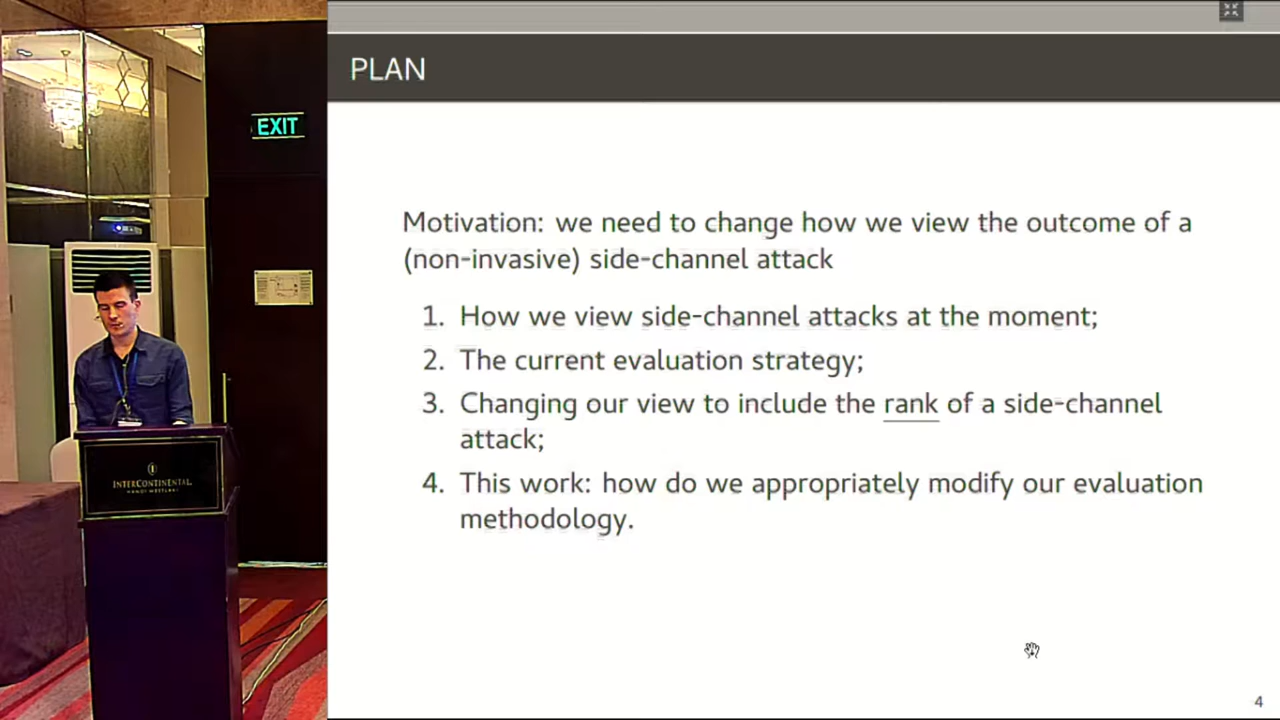 EXIT
INTERCONTINENTAL
HANOI WESTLAKE
PLAN
Motivation: we need to change how we view the outcome of a
(non-invasive) side-channel attack
1. How we view side-channel attacks at the moment;
2. The current evaluation strategy;
3. Changing our view to include the rank of a side-channel
attack;
4. This work: how do we appropriately modify our evaluation
methodology.
4